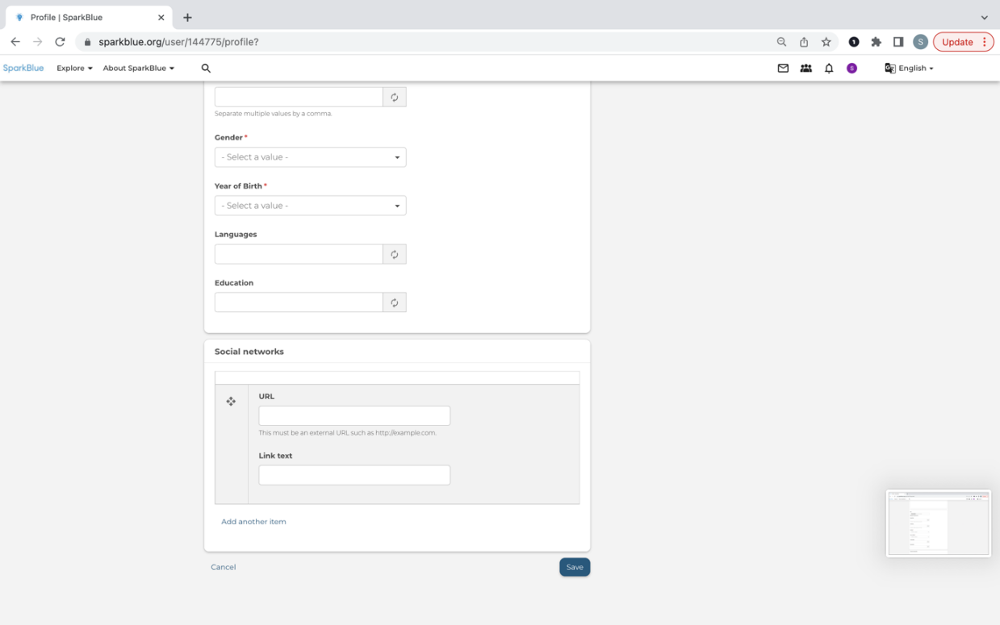 Profile | SparkBlue
sparkblue.org/user/144775/profile?
1
S
Update
SparkBlue
Explore
About SparkBlue
S
English
Separate multiple values by a comma.
Gender *
- Select a value -
Year of Birth *
- Select a value -
Languages
Education
Social networks
URL
This must be an external URL such as http://example.com.
Link text
Add another item
Cancel
Save